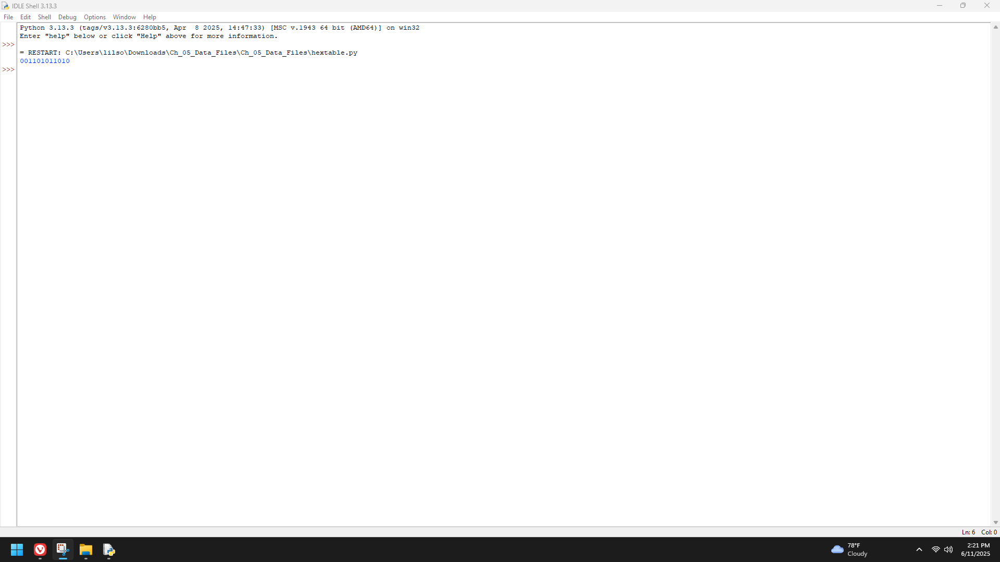 IDLE Shell 3.13.3
File Edit Shell Debug Options Window Help
Python 3.13.3 (tags/v3.13.3:6280bb5, Apr  8 2025, 14:47:33) [MSC v.1943 64 bit (AMD64)] on win32
Enter "help" below or click "Help" above for more information.
>>>
= RESTART: C:\Users\lilso\Downloads\Ch_05_Data_Files\Ch_05_Data_Files\hextable.py
001101011010
>>>
Ln: 6 Col: 0
78°F
Cloudy
2:21 PM
6/11/2025